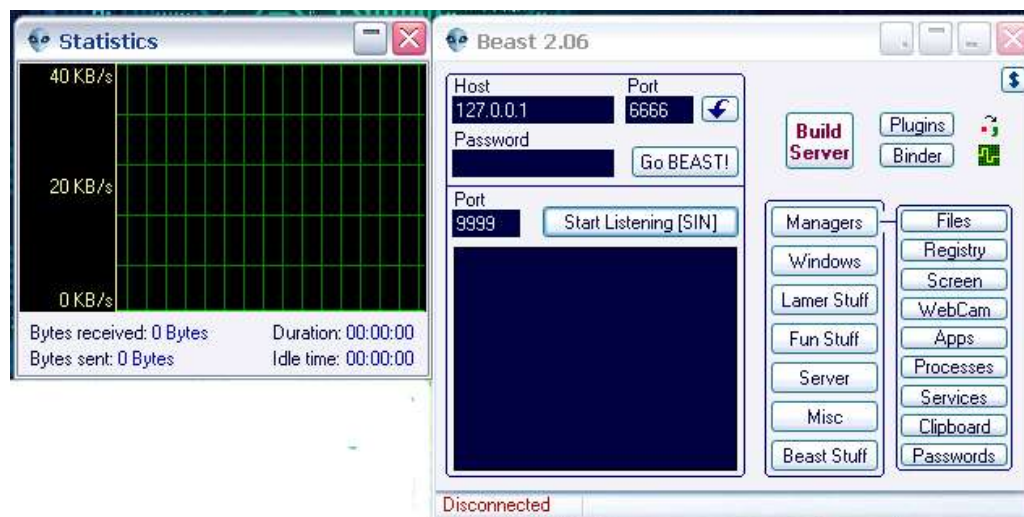 Statistics
40 KB/s
20 KB/s
0 KB/s
Bytes received: 0 Bytes Duration: 00:00:00
Bytes sent: 0 Bytes Idle time: 00:00:00
Beast 2.06
Host Port
127.0.0.1 6666
Password
Go BEAST!
Port
9999 Start Listening [SIN]
Build
Server
Plugins
Binder
Managers
Windows
Lamer Stuff
Fun Stuff
Server
Misc
Beast Stuff
Files
Registry
Screen
WebCam
Apps
Processes
Services
Clipboard
Passwords
Disconnected